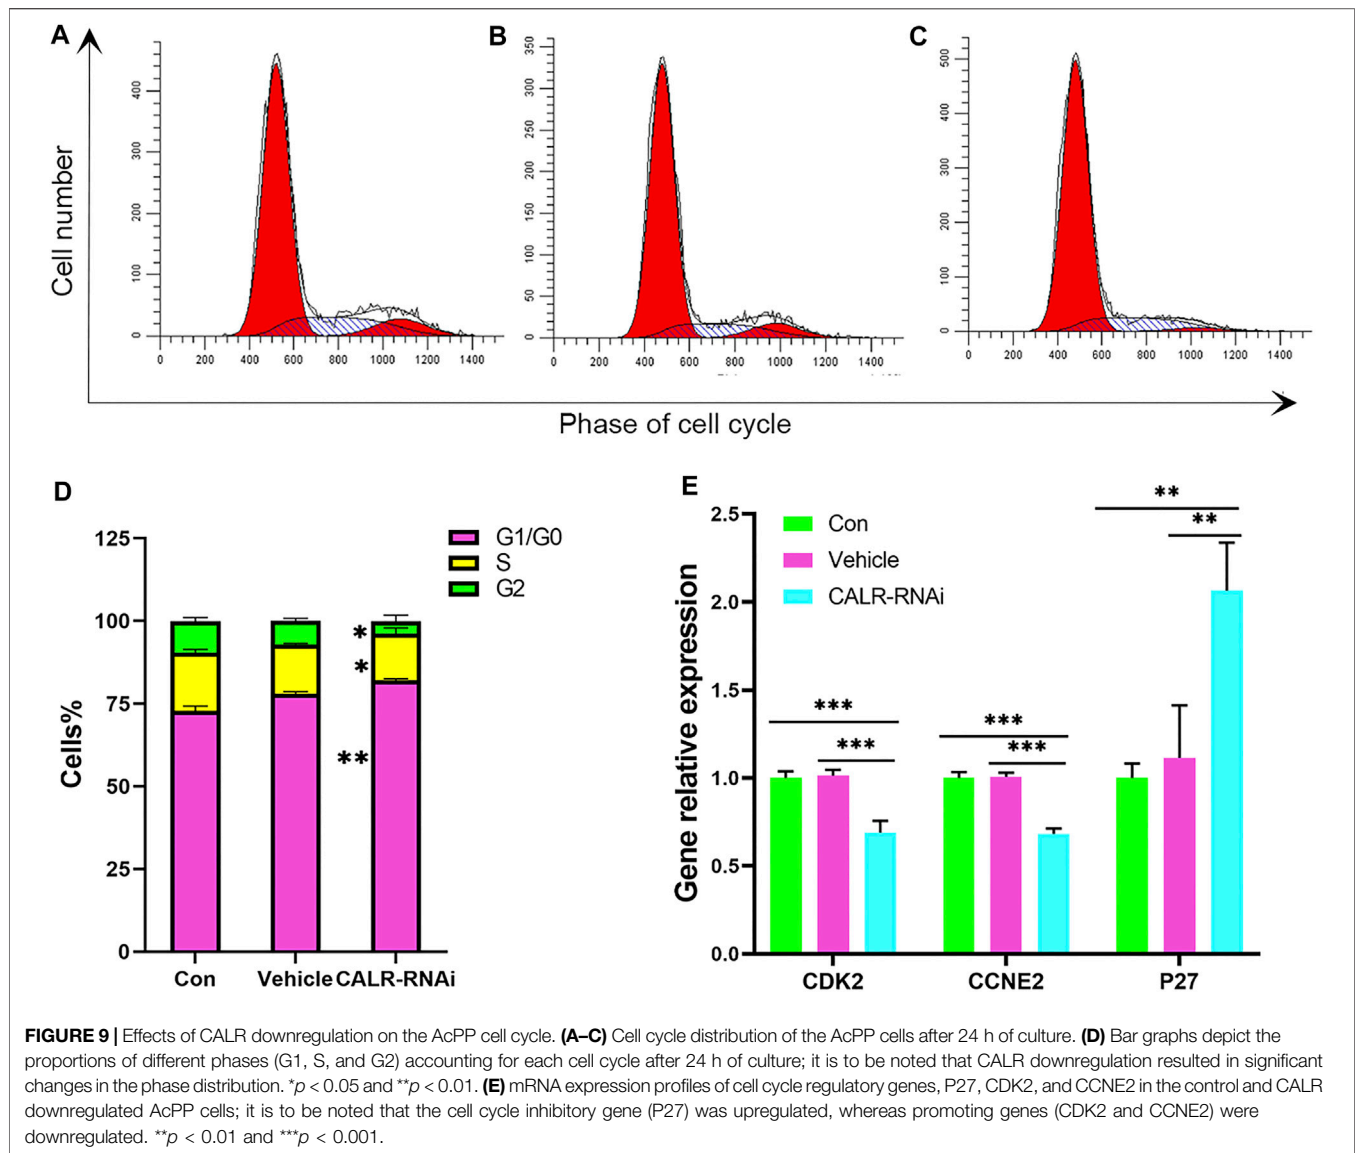 A
B
C
Cell number
400
300
200
100
0
0 200 400 600 800 1000 1200 1400
350
300
250
200
150
100
50
0
0 200 400 600 800 1000 1200 1400
500
400
300
200
100
0
0 200 400 600 800 1000 1200 1400
Phase of cell cycle
D
Cells%
125
100
75
50
25
0
G1/G0
S
G2
*
*
**
Con Vehicle CALR-RNAi
E
Gene relative expression
2.5
2.0
1.5
1.0
0.5
0.0
Con
Vehicle
CALR-RNAi
***
***
***
***
**
**
CDK2 CCNE2 P27
FIGURE 9 | Effects of CALR downregulation on the AcPP cell cycle. (A–C) Cell cycle distribution of the AcPP cells after 24 h of culture. (D) Bar graphs depict the
proportions of different phases (G1, S, and G2) accounting for each cell cycle after 24 h of culture; it is to be noted that CALR downregulation resulted in significant
changes in the phase distribution. *p < 0.05 and **p < 0.01. (E) mRNA expression profiles of cell cycle regulatory genes, P27, CDK2, and CCNE2 in the control and CALR
downregulated AcPP cells; it is to be noted that the cell cycle inhibitory gene (P27) was upregulated, whereas promoting genes (CDK2 and CCNE2) were
downregulated. **p < 0.01 and ***p < 0.001.